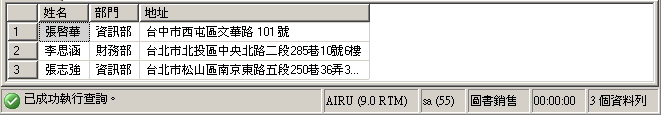 姓名 部門 地址
1 張啓華 資訊部 台中市西屯區文華路 101 號
2 李思涵 財務部 台北市北投區中央北路二段285巷10號6樓
3 張志強 資訊部 台北市松山區南京東路五段250巷36弄3...
已成功執行查詢。 AIRU (9.0 RTM) sa (55) 圖書銷售 00:00:00 3 個資料列